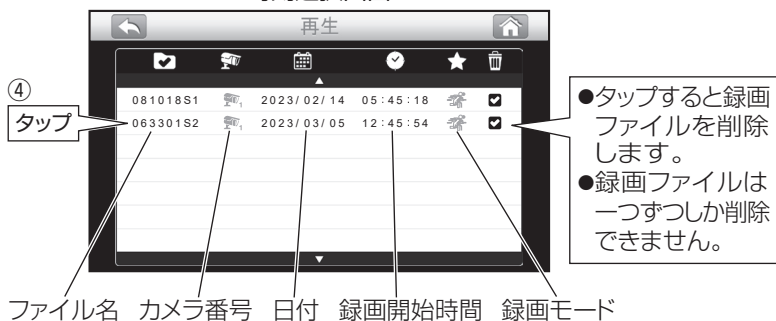 再生
④
タップ
081018S1 1 2023/02/14 05:45:18
063301S2 1 2023/03/05 12:45:54
●タップすると録画
ファイルを削除
します。
●録画ファイルは
一つずつしか削除
できません。
ファイル名 カメラ番号 日付 録画開始時間 録画モード